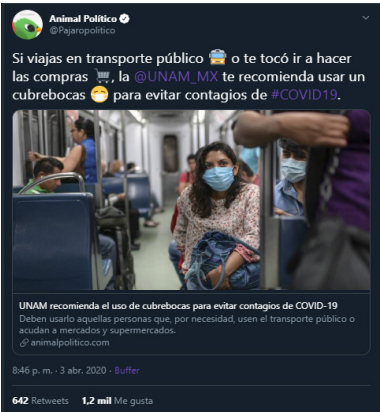 Animal Político
@Pajaropolitico
Si viajas en transporte público 🚊 o te tocó ir a hacer
las compras 🛒, la @UNAM_MX te recomienda usar un
cubrebocas 😷 para evitar contagios de #COVID19.
UNAM recomienda el uso de cubrebocas para evitar contagios de COVID-19
Deben usarlo aquellas personas que, por necesidad, usen el transporte público o
acudan a mercados y supermercados.
animalpolitico.com
8:46 p. m. · 3 abr. 2020 · Buffer
642 Retweets 1,2 mil Me gusta